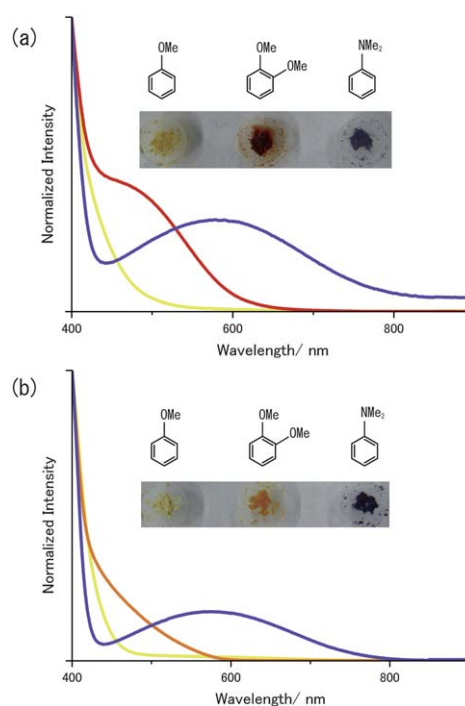 (a)
Normalized Intensity
OMe
OMe
OMe
NMe₂
400
600
800
Wavelength/ nm
(b)
Normalized Intensity
OMe
OMe
OMe
NMe₂
400
600
800
Wavelength/ nm